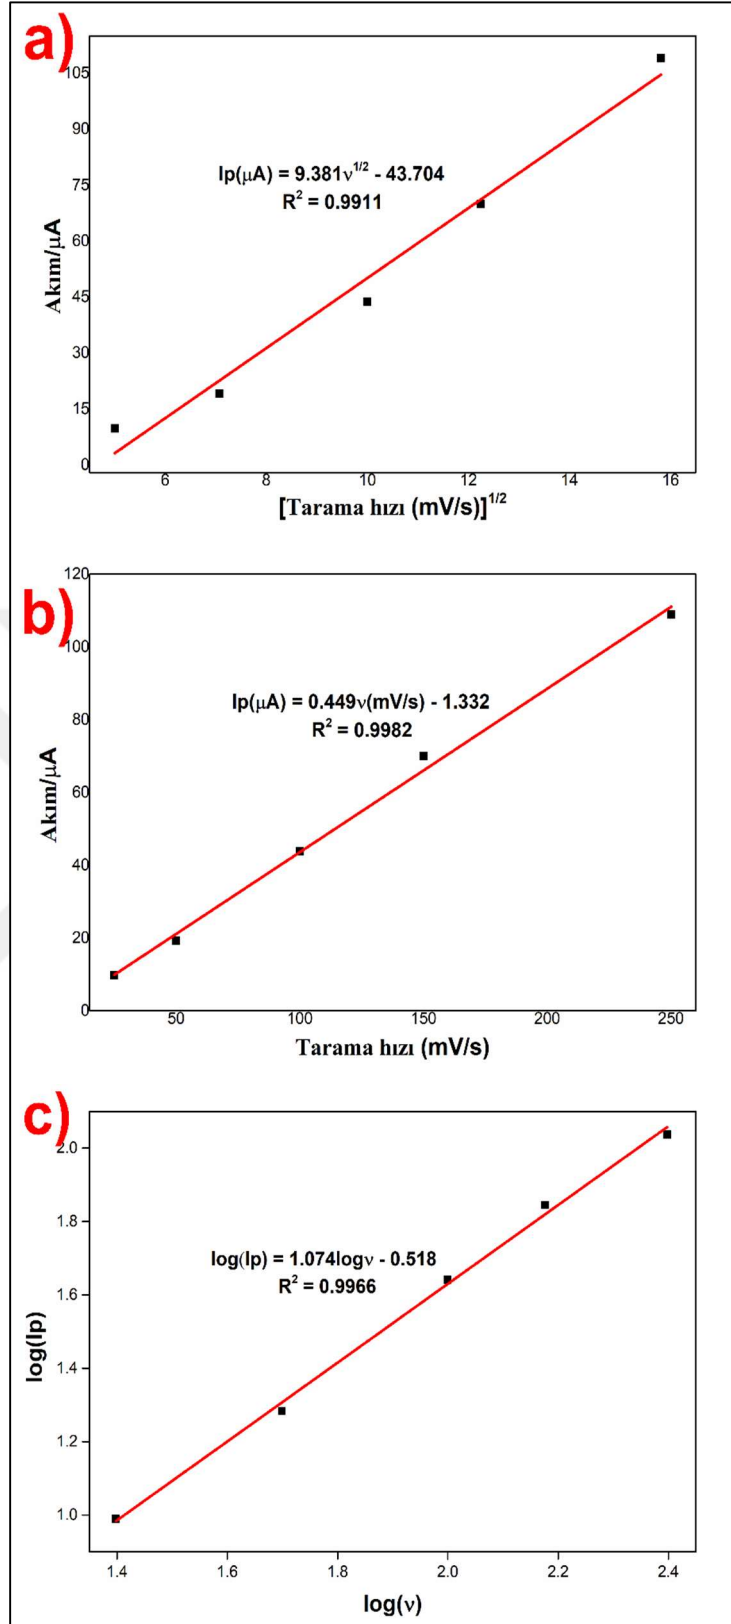 a)
105
90
75
60
45
30
15
0
Akım/μA
Ip(μA) = 9.381ν^1/2 - 43.704
R² = 0.9911
6 8 10 12 14 16
[Tarama hızı (mV/s)]^1/2
b)
120
100
80
60
40
20
0
Akım/μA
Ip(μA) = 0.449ν(mV/s) - 1.332
R² = 0.9982
50 100 150 200 250
Tarama hızı (mV/s)
c)
2.0
1.8
1.6
1.4
1.2
1.0
log(Ip)
log(Ip) = 1.074logν - 0.518
R² = 0.9966
1.4 1.6 1.8 2.0 2.2 2.4
log(ν)